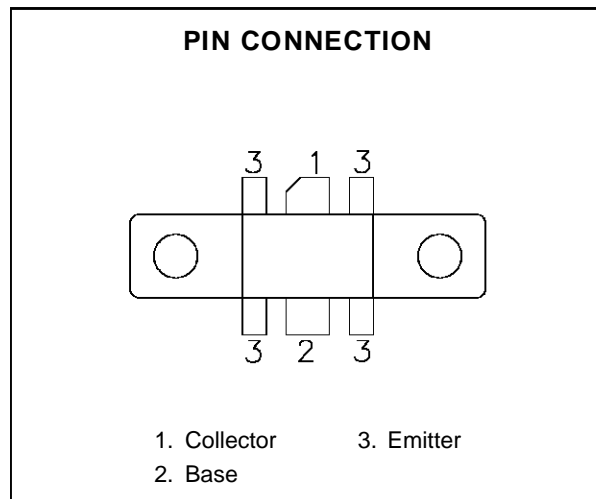 PIN CONNECTION
3 1 3
3 2 3
1. Collector 3. Emitter
2. Base